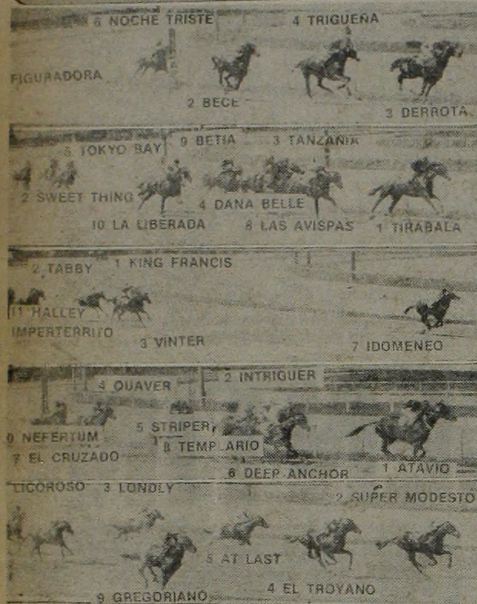 6 NOCHE TRISTE 4 TRIGUEÑA
FIGURADORA
2 BECE
3 DERROTA
5 TOKYO BAY 9 BETIA 3 TANZANIA
2 SWEET THING 4 DANA BELLE
10 LA LIBERADA 8 LAS AVISPAS 1 TIRABALA
2 TABBY 1 KING FRANCIS
11 HALLEY
IMPERTERRITO
3 VINTER 7 IDOMENEO
4 QUAVER 2 INTRIGUER
9 NEFERTUM 5 STRIPER
7 EL CRUZADO 8 TEMPLARIO
6 DEEP ANCHOR 1 ATAVIO
LICOROSO 3 LONDLY 2 SUPER MODESTO
5 AT LAST
9 GREGORIANO 4 EL TROYANO